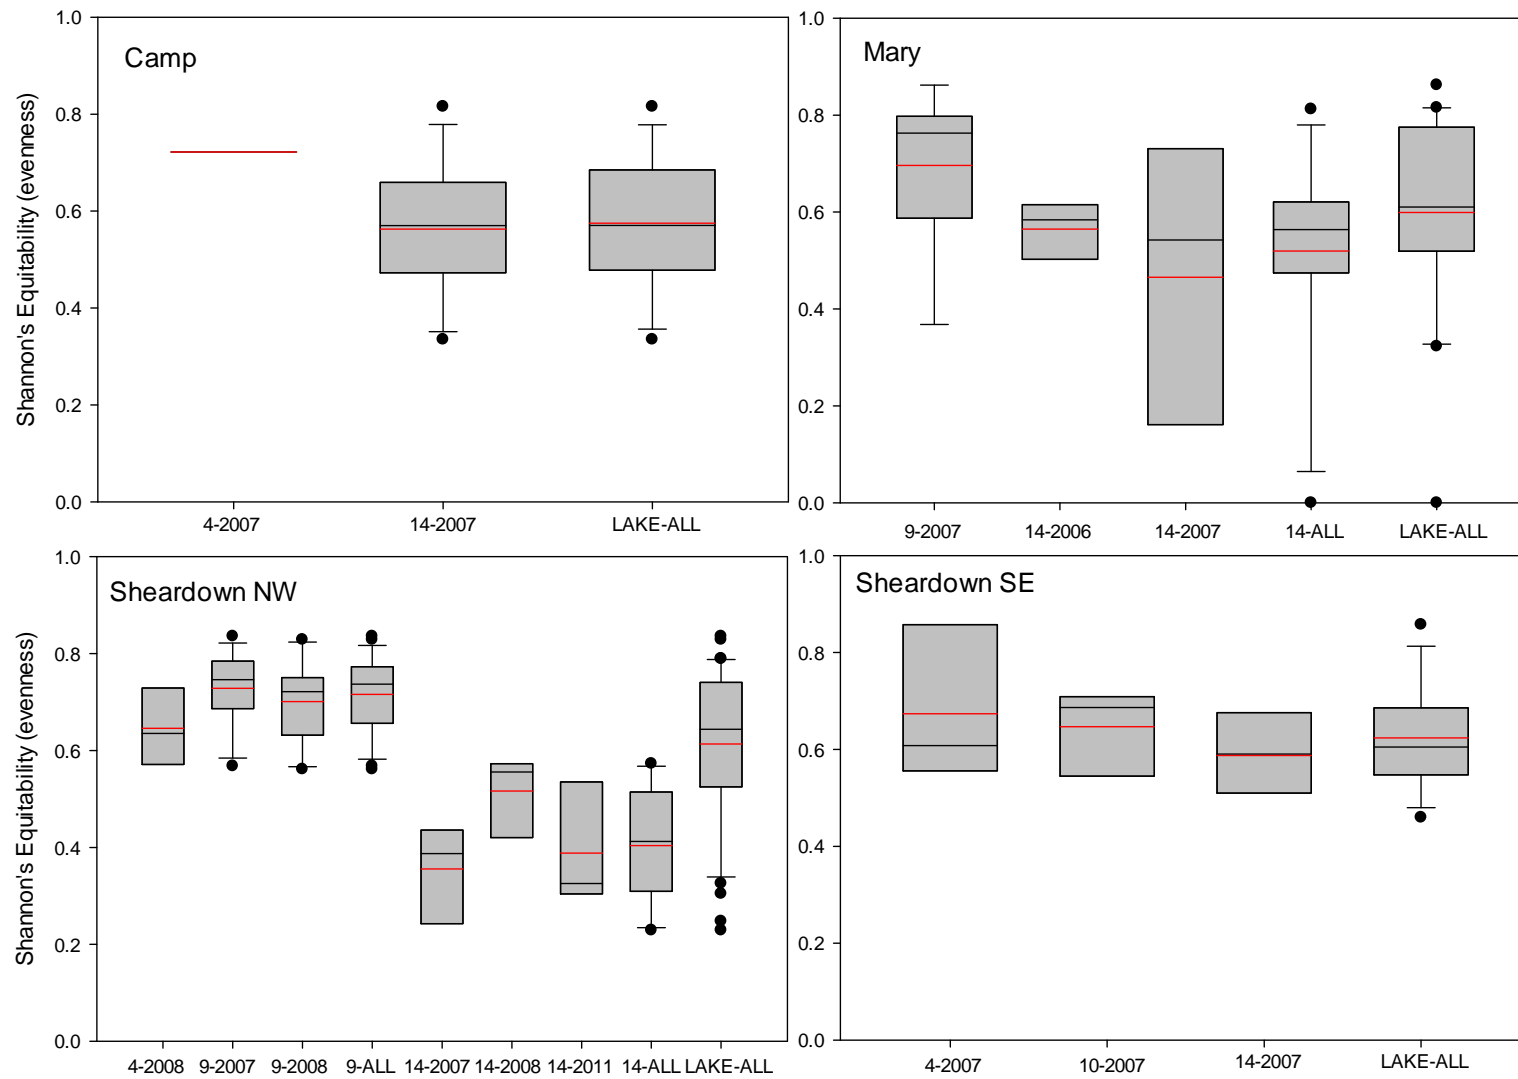 Camp
Shannon's Equitability (evenness)
1.0
0.8
0.6
0.4
0.2
0.0
4-2007 14-2007 LAKE-ALL
Mary
1.0
0.8
0.6
0.4
0.2
0.0
9-2007 14-2006 14-2007 14-ALL LAKE-ALL
Sheardown NW
Shannon's Equitability (evenness)
1.0
0.8
0.6
0.4
0.2
0.0
4-2008 9-2007 9-2008 9-ALL 14-2007 14-2008 14-2011 14-ALL LAKE-ALL
Sheardown SE
1.0
0.8
0.6
0.4
0.2
0.0
4-2007 10-2007 14-2007 LAKE-ALL